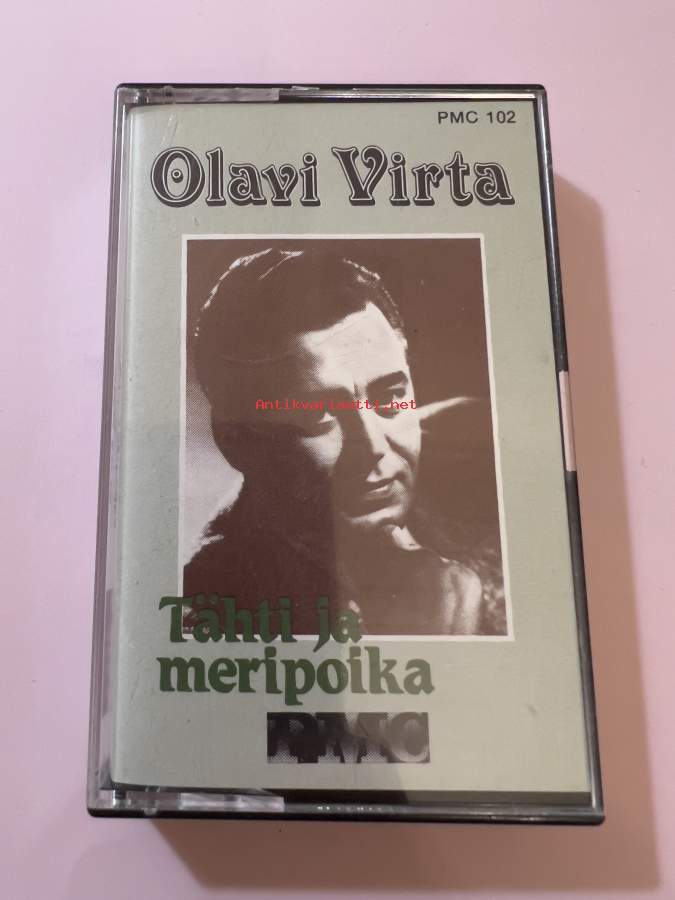 PMC 102
Olavi Virta
Antikvariaatti.net
Tähti ja
meripoika
PMC